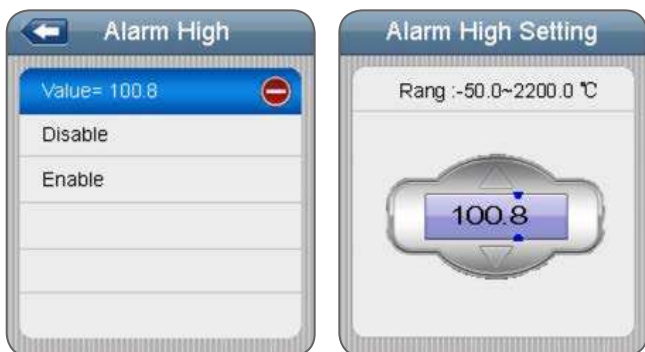 Alarm High
Value= 100.8
Disable
Enable
Alarm High Setting
Rang :-50.0~2200.0 ℃
100.8